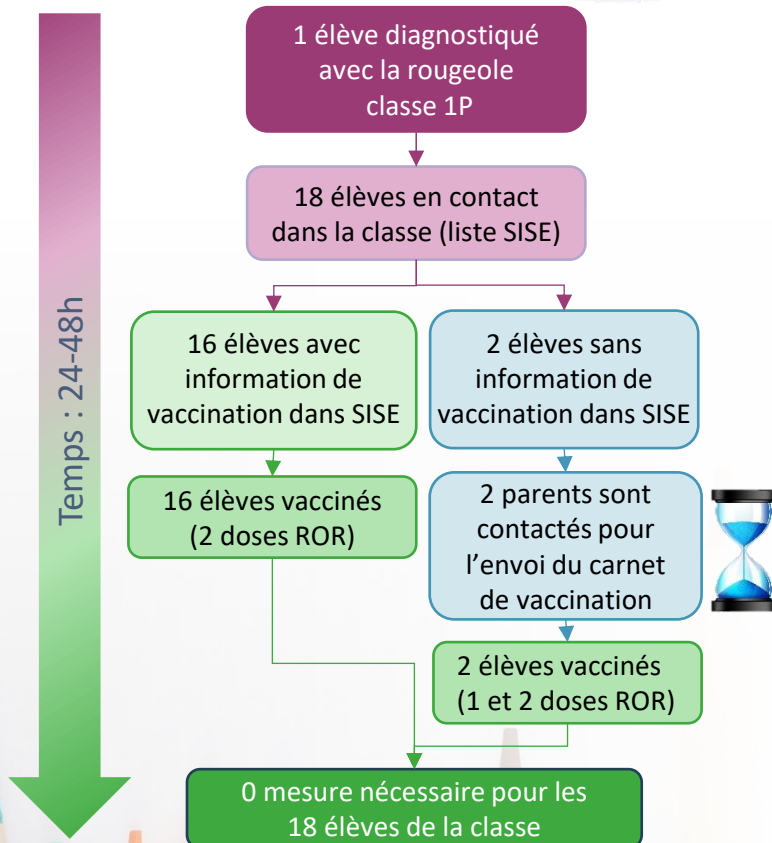 1 élève diagnostiqué
avec la rougeole
classe 1P
18 élèves en contact
dans la classe (liste SISE)
Temps : 24-48h
16 élèves avec
information de
vaccination dans SISE
2 élèves sans
information de
vaccination dans SISE
16 élèves vaccinés
(2 doses ROR)
2 parents sont
contactés pour
l’envoi du carnet
de vaccination
2 élèves vaccinés
(1 et 2 doses ROR)
0 mesure nécessaire pour les
18 élèves de la classe